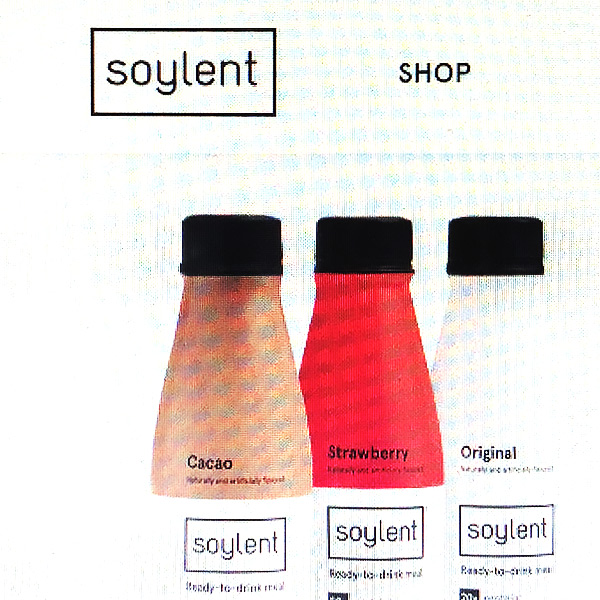 soylent
SHOP
Cacao
Naturally and artificially flavored
Strawberry
Naturally and artificially flavored
Original
Naturally and artificially flavored
soylent
Ready-to-drink meal
soylent
Ready-to-drink meal
soylent
Ready-to-drink meal